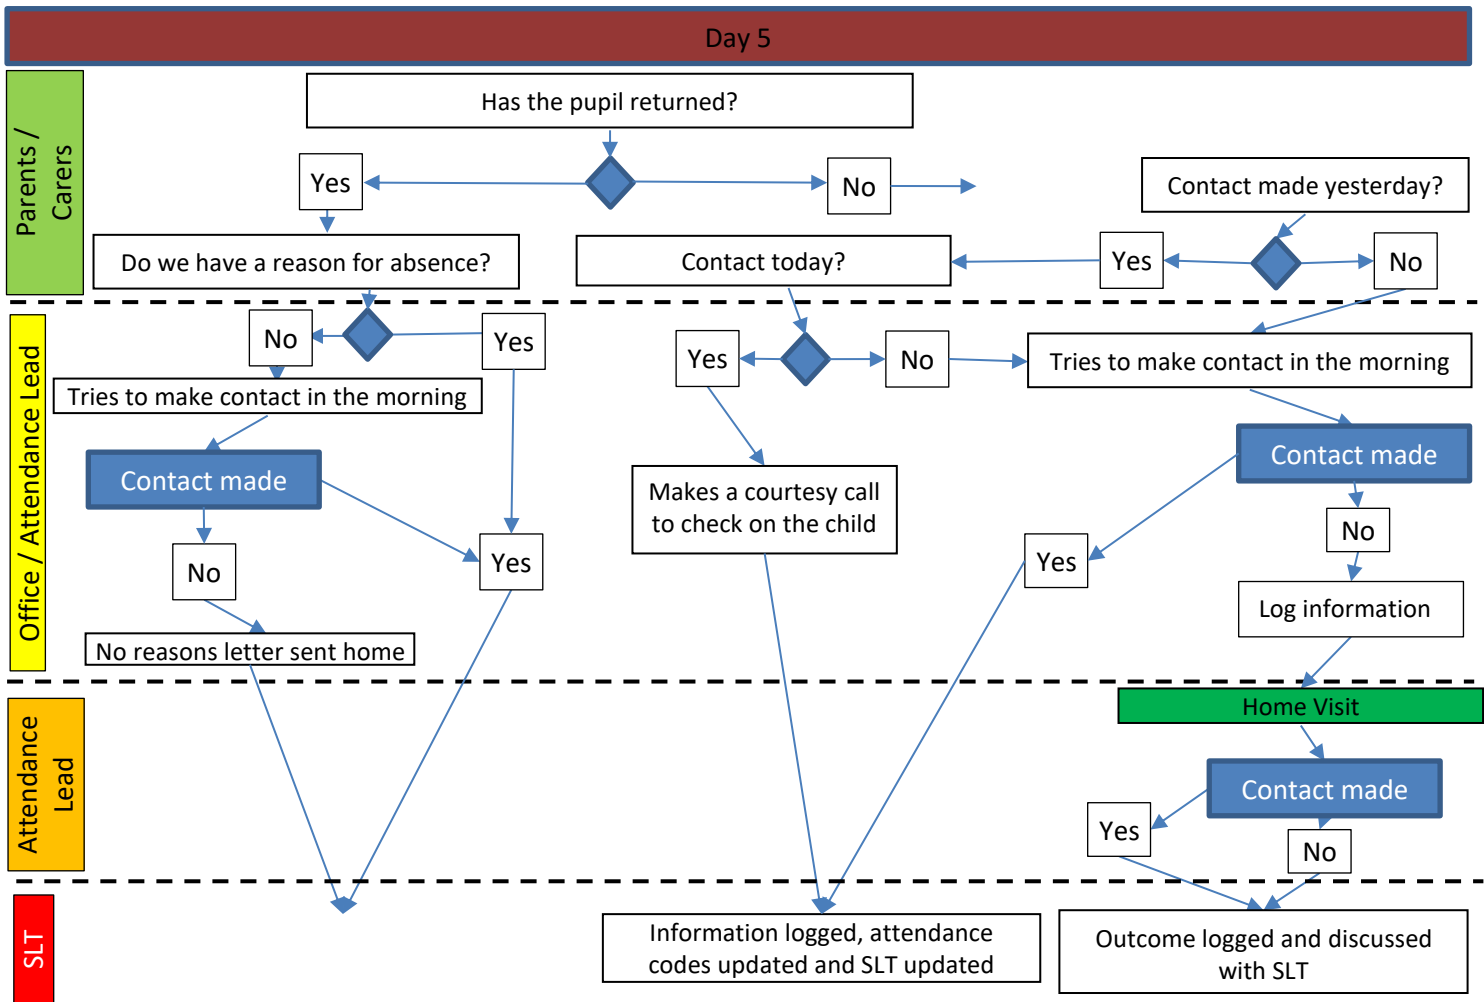 Day 5
Parents /
Carers
Has the pupil returned?
Yes
No
Contact made yesterday?
Do we have a reason for absence?
Contact today?
Yes
No
Office / Attendance Lead
No
Yes
Yes
No
Tries to make contact in the morning
Tries to make contact in the morning
Contact made
Contact made
Makes a courtesy call
to check on the child
No
Yes
Yes
No
Log information
No reasons letter sent home
Attendance
Lead
Home Visit
Contact made
Yes
No
SLT
Information logged, attendance
codes updated and SLT updated
Outcome logged and discussed
with SLT